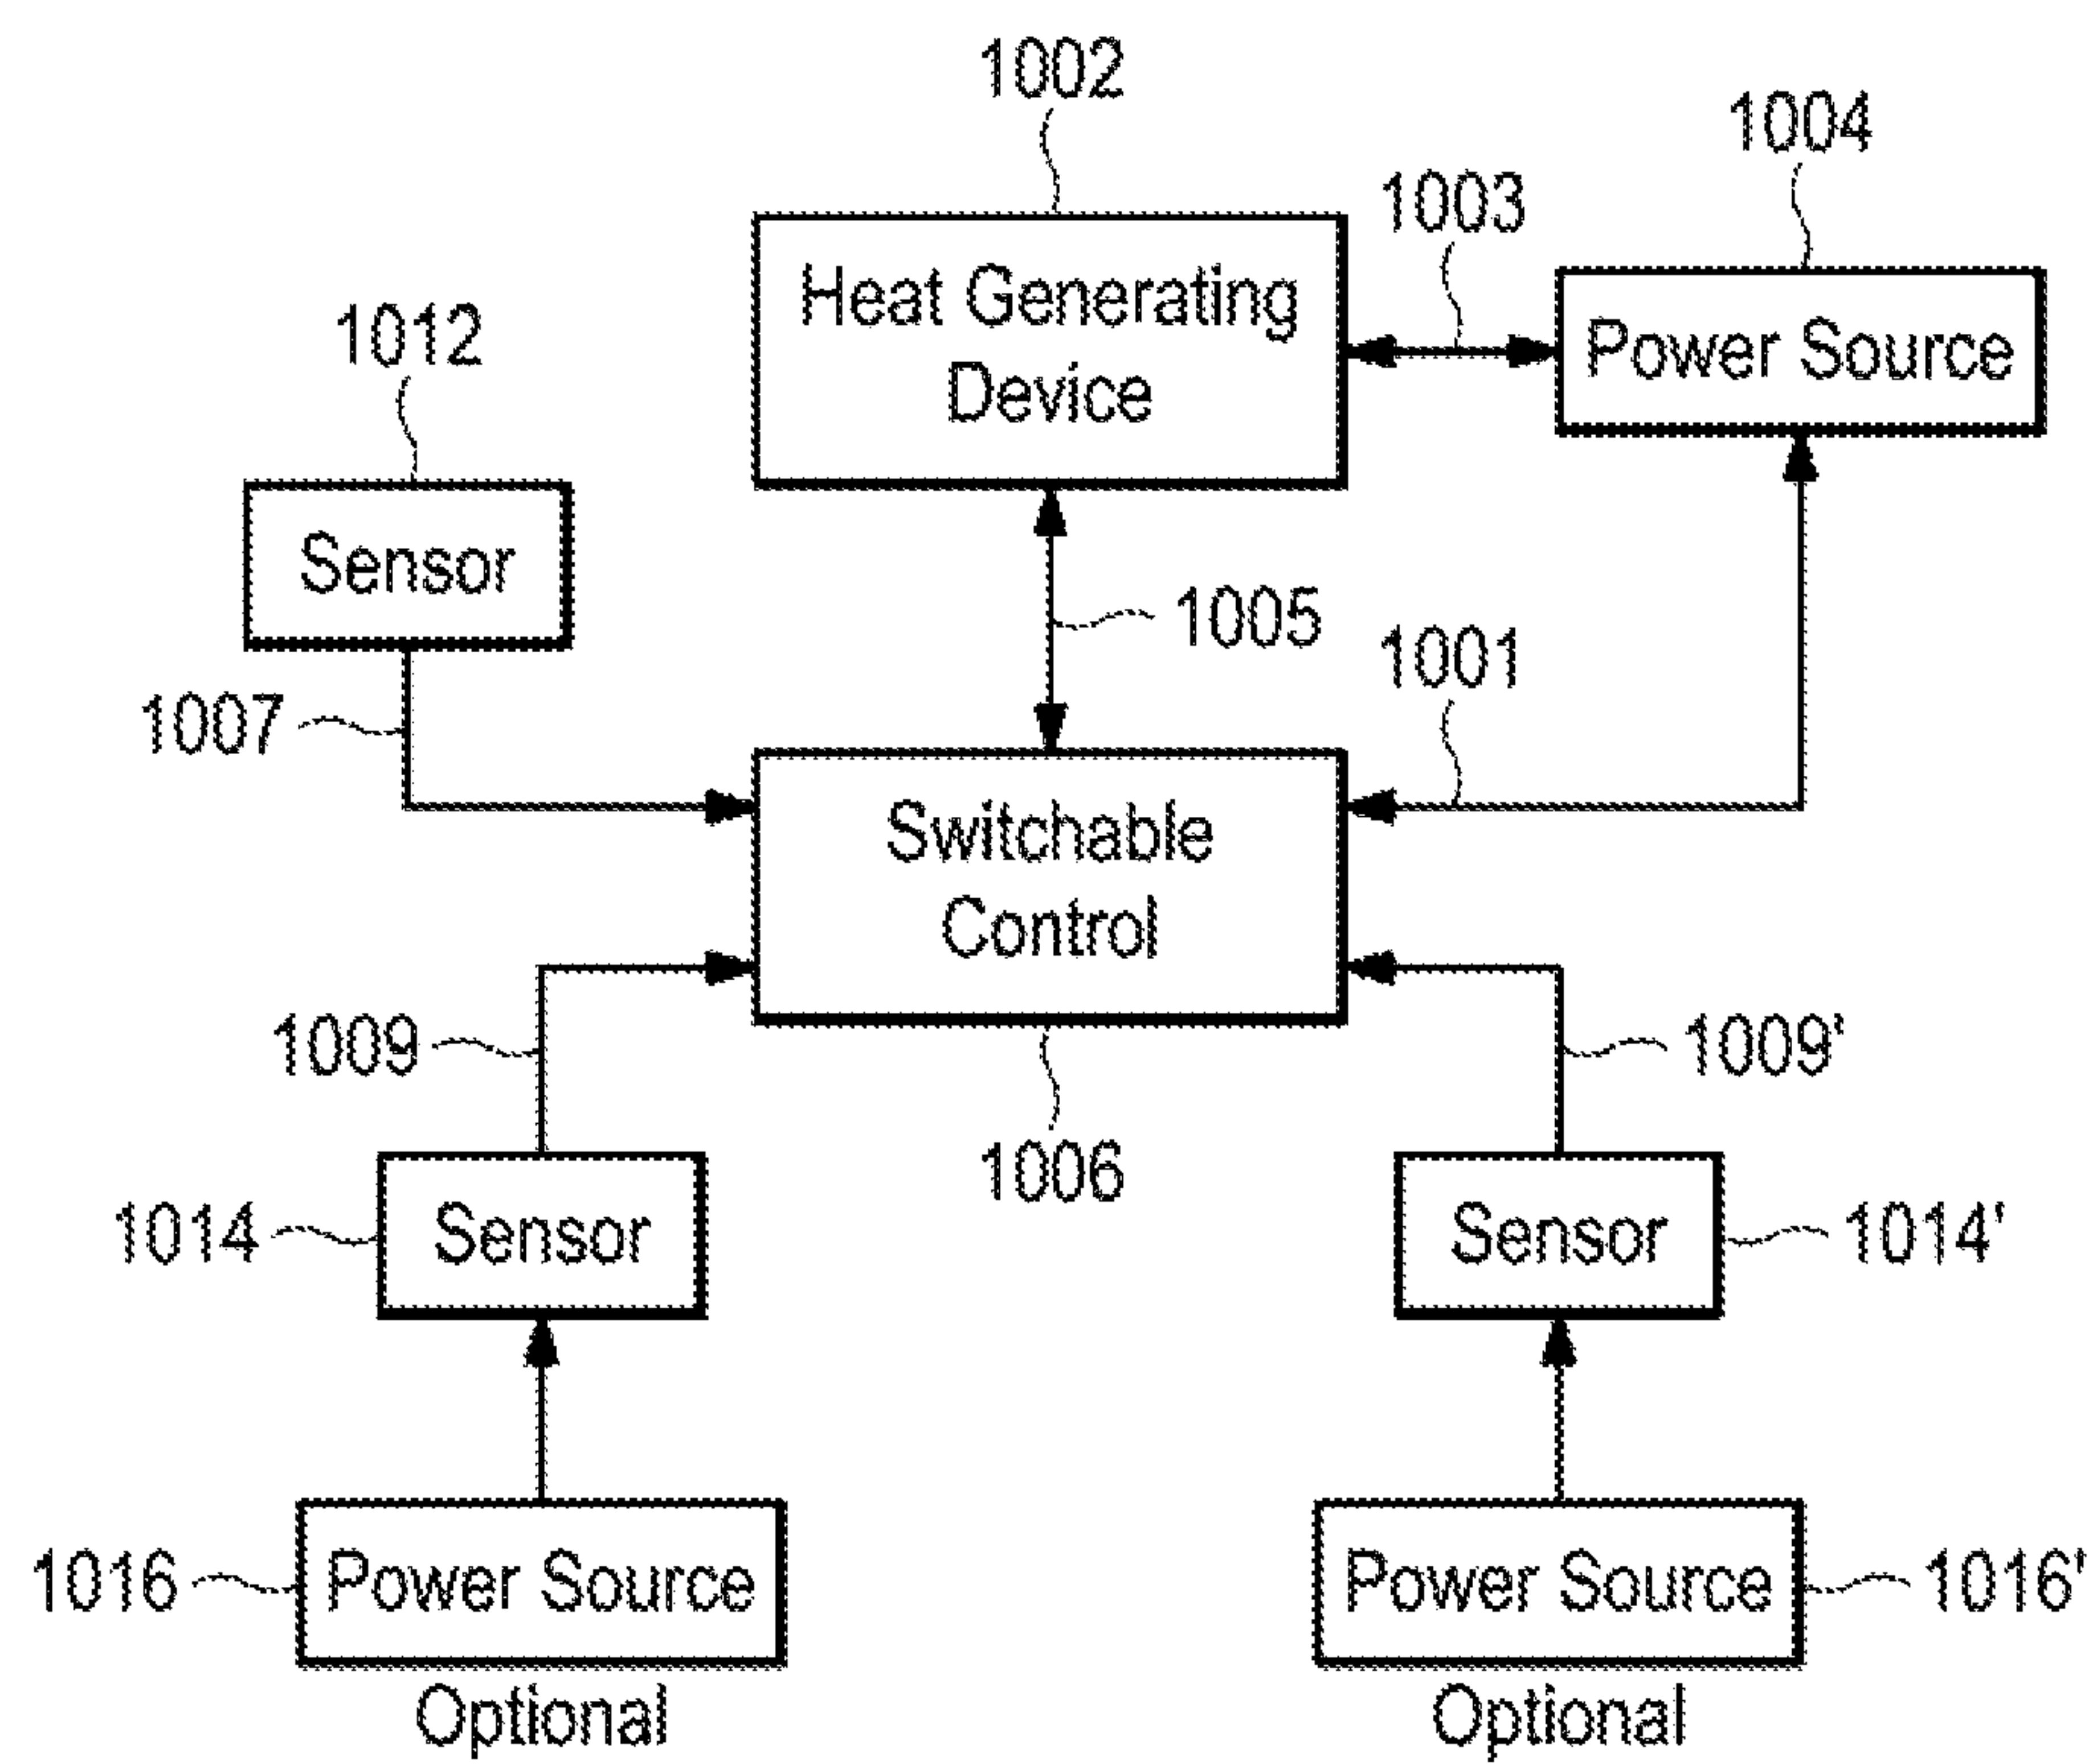 1002
1004
1003
Heat Generating
Device
Power Source
1012
Sensor
1005
1001
1007
Switchable
Control
1009
1009'
1006
1014
Sensor
Sensor
1014'
1016
Power Source
Power Source
1016'
Optional
Optional